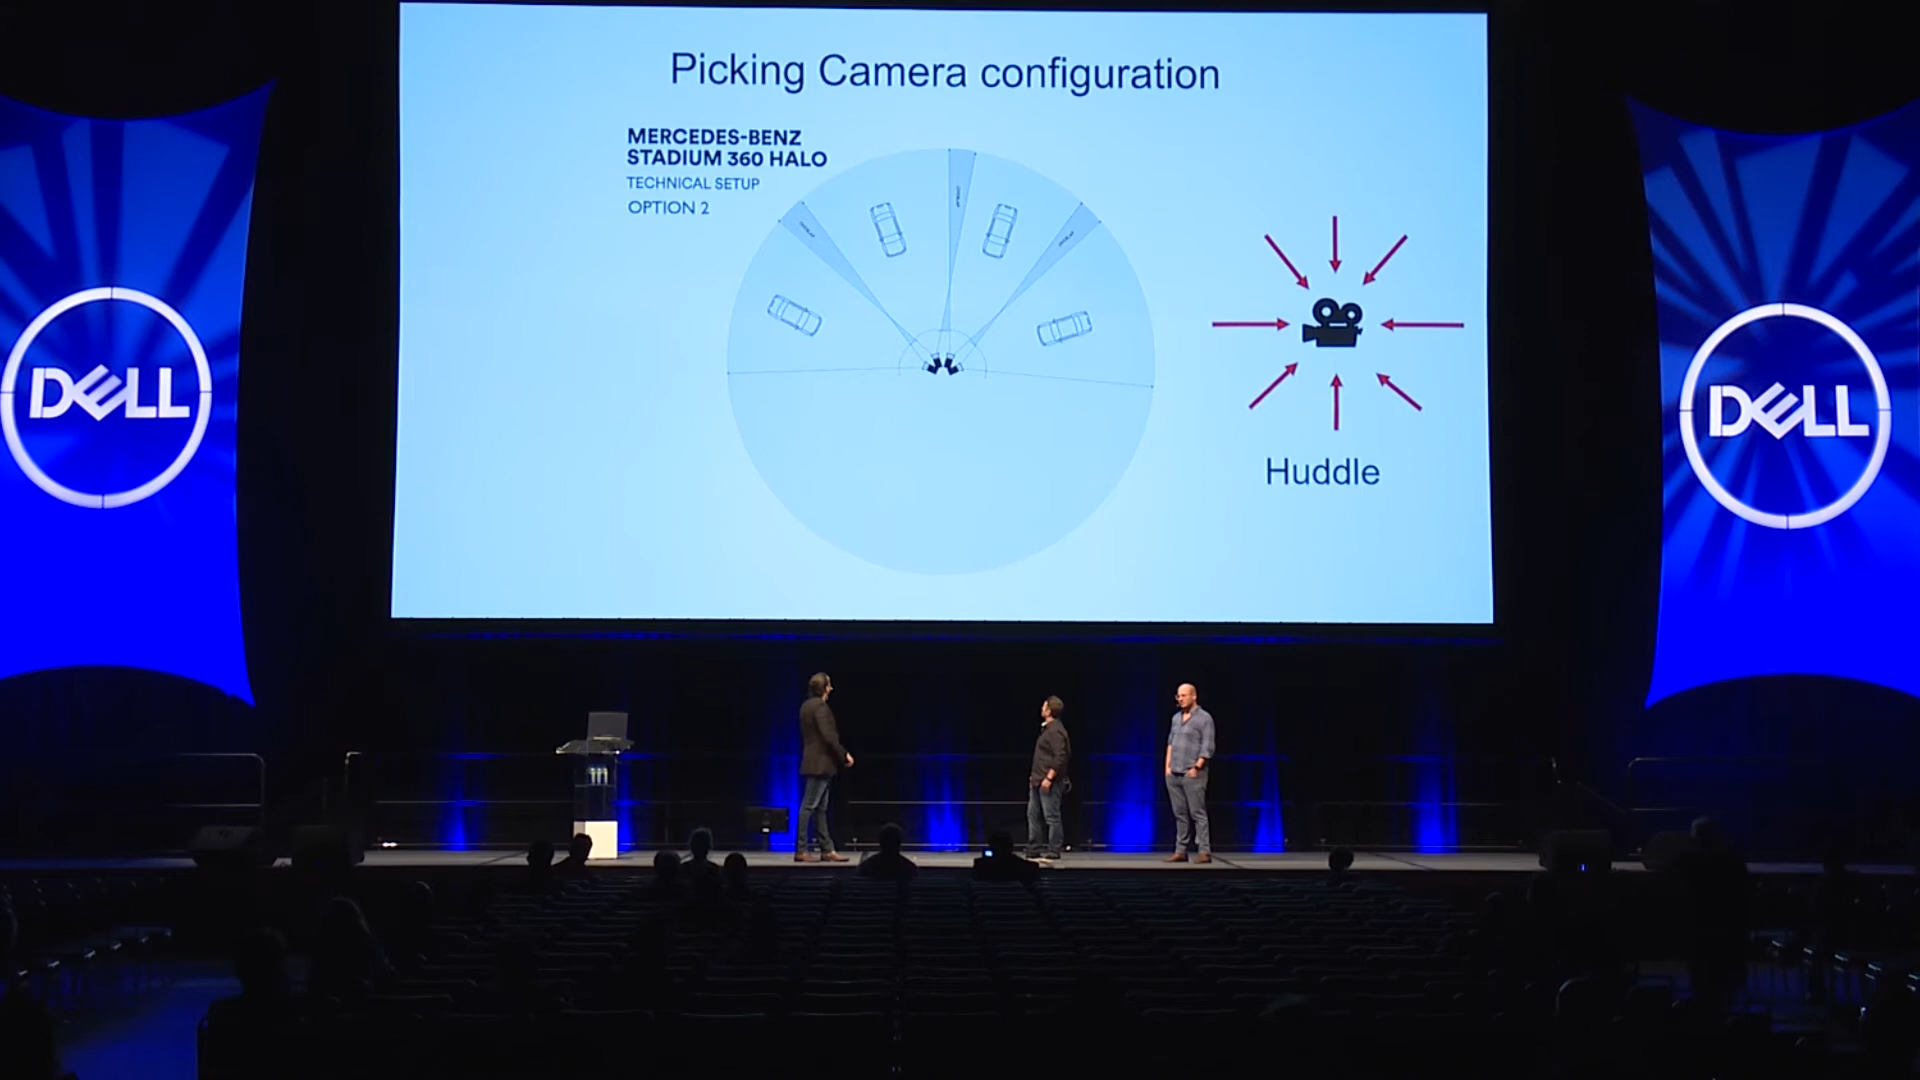 Picking Camera configuration
MERCEDES-BENZ
STADIUM 360 HALO
TECHNICAL SETUP
OPTION 2
Huddle
DELL
DELL